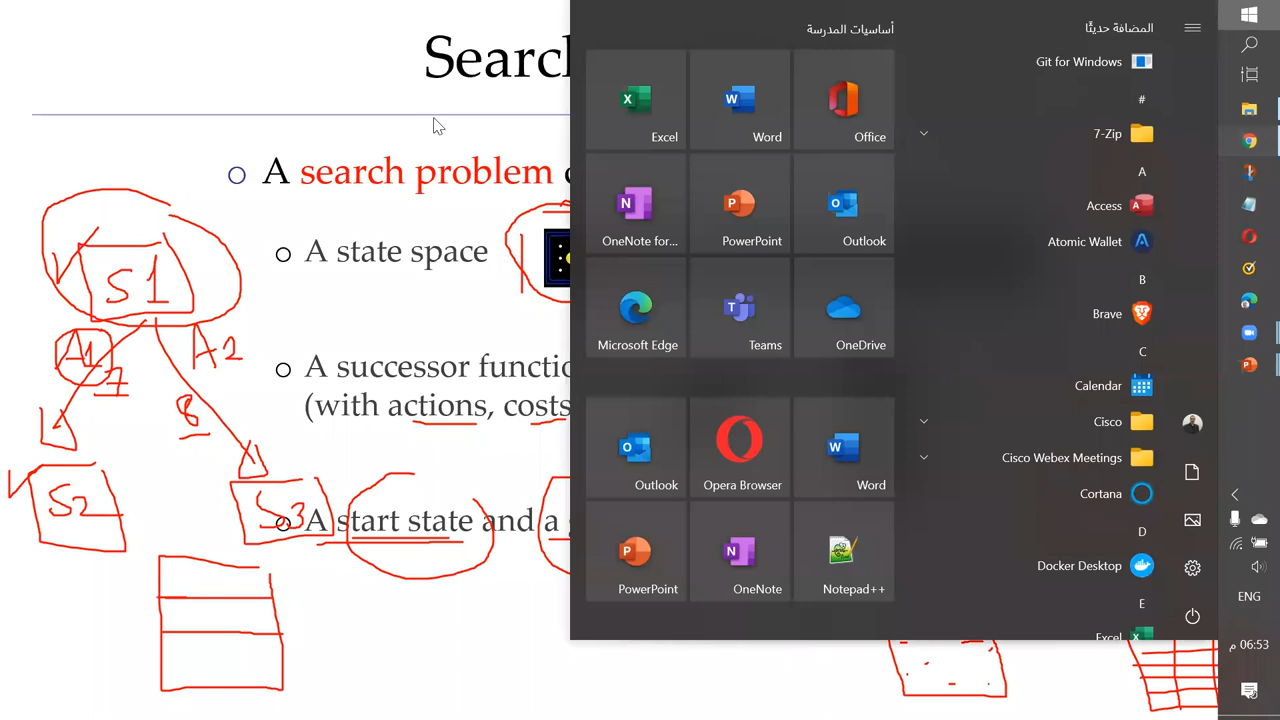 Search
A search problem
A state space
A successor functio
(with actions, costs
A start state and a
S1
A1
A2
7
8
S2
S3
أساسيات المدرسة
Excel
Word
Office
OneNote for...
PowerPoint
Outlook
Microsoft Edge
Teams
OneDrive
Outlook
Opera Browser
Word
PowerPoint
OneNote
Notepad++
المضافة حديثًا
Git for Windows
#
7-Zip
A
Access
Atomic Wallet
B
Brave
C
Calendar
Cisco
Cisco Webex Meetings
Cortana
D
Docker Desktop
E
Excel
ENG
06:53 م